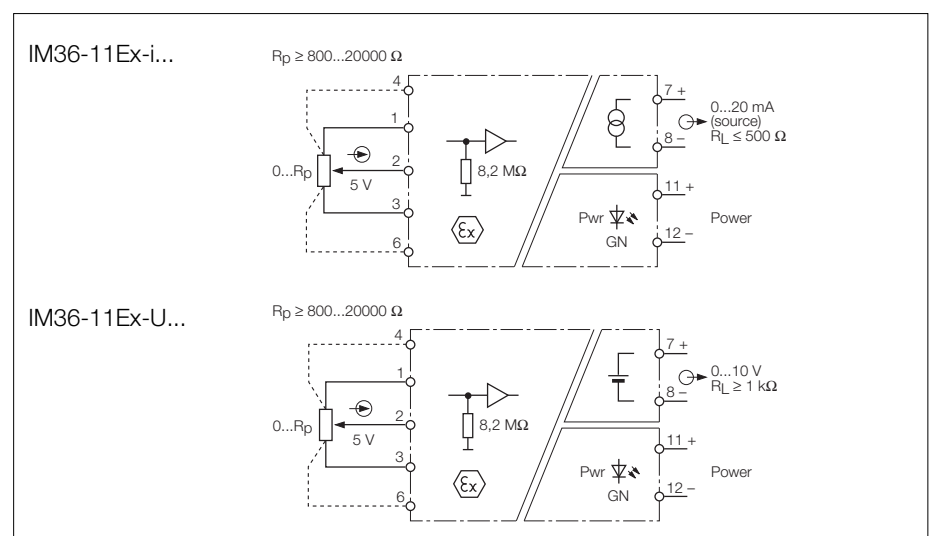 IM36-11Ex-i...
Rp ≥ 800...20000 Ω
4
1
2
3
6
0...Rp
5 V
8,2 MΩ
Ex
7 +
8 –
0...20 mA
(source)
RL ≤ 500 Ω
11 +
12 –
Pwr
GN
Power
IM36-11Ex-U...
Rp ≥ 800...20000 Ω
4
1
2
3
6
0...Rp
5 V
8,2 MΩ
Ex
7 +
8 –
0...10 V
RL ≥ 1 kΩ
11 +
12 –
Pwr
GN
Power